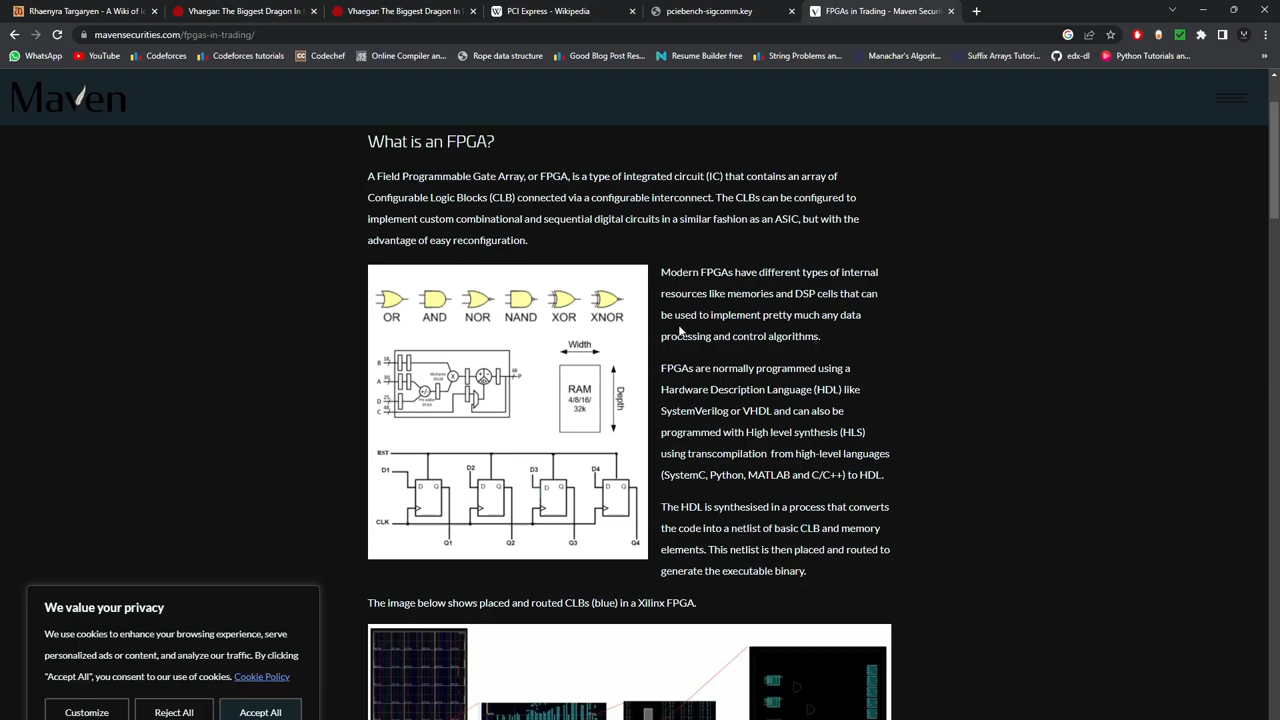 Rhaenyra Targaryen - A Wiki of Ic
Vhaegar: The Biggest Dragon In T
Vhaegar: The Biggest Dragon In T
PCI Express - Wikipedia
pciebench-sigcomm.key
FPGAs in Trading - Maven Securit
mavensecurities.com/fpgas-in-trading/
WhatsApp
YouTube
Codeforces
Codeforces tutorials
Codechef
Online Compiler an...
Rope data structure
Good Blog Post Res...
Resume Builder free
String Problems an...
Manachar's Algorit...
Suffix Arrays Tutori...
edx-dl
Python Tutorials an...
Maven
What is an FPGA?
A Field Programmable Gate Array, or FPGA, is a type of integrated circuit (IC) that contains an array of
Configurable Logic Blocks (CLB) connected via a configurable interconnect. The CLBs can be configured to
implement custom combinational and sequential digital circuits in a similar fashion as an ASIC, but with the
advantage of easy reconfiguration.
OR AND NOR NAND XOR XNOR
B
A
D
C
P
Width
RAM
4/8/16/
32k
Depth
RST
D1 D2 D3 D4
D Q D Q D Q D Q
CLK
Q1 Q2 Q3 Q4
Modern FPGAs have different types of internal
resources like memories and DSP cells that can
be used to implement pretty much any data
processing and control algorithms.
FPGAs are normally programmed using a
Hardware Description Language (HDL) like
SystemVerilog or VHDL and can also be
programmed with High level synthesis (HLS)
using transcompilation from high-level languages
(SystemC, Python, MATLAB and C/C++) to HDL.
The HDL is synthesised in a process that converts
the code into a netlist of basic CLB and memory
elements. This netlist is then placed and routed to
generate the executable binary.
The image below shows placed and routed CLBs (blue) in a Xilinx FPGA.
We value your privacy
We use cookies to enhance your browsing experience, serve
personalized ads or content, and analyze our traffic. By clicking
"Accept All", you consent to our use of cookies. Cookie Policy
Customize
Reject All
Accept All